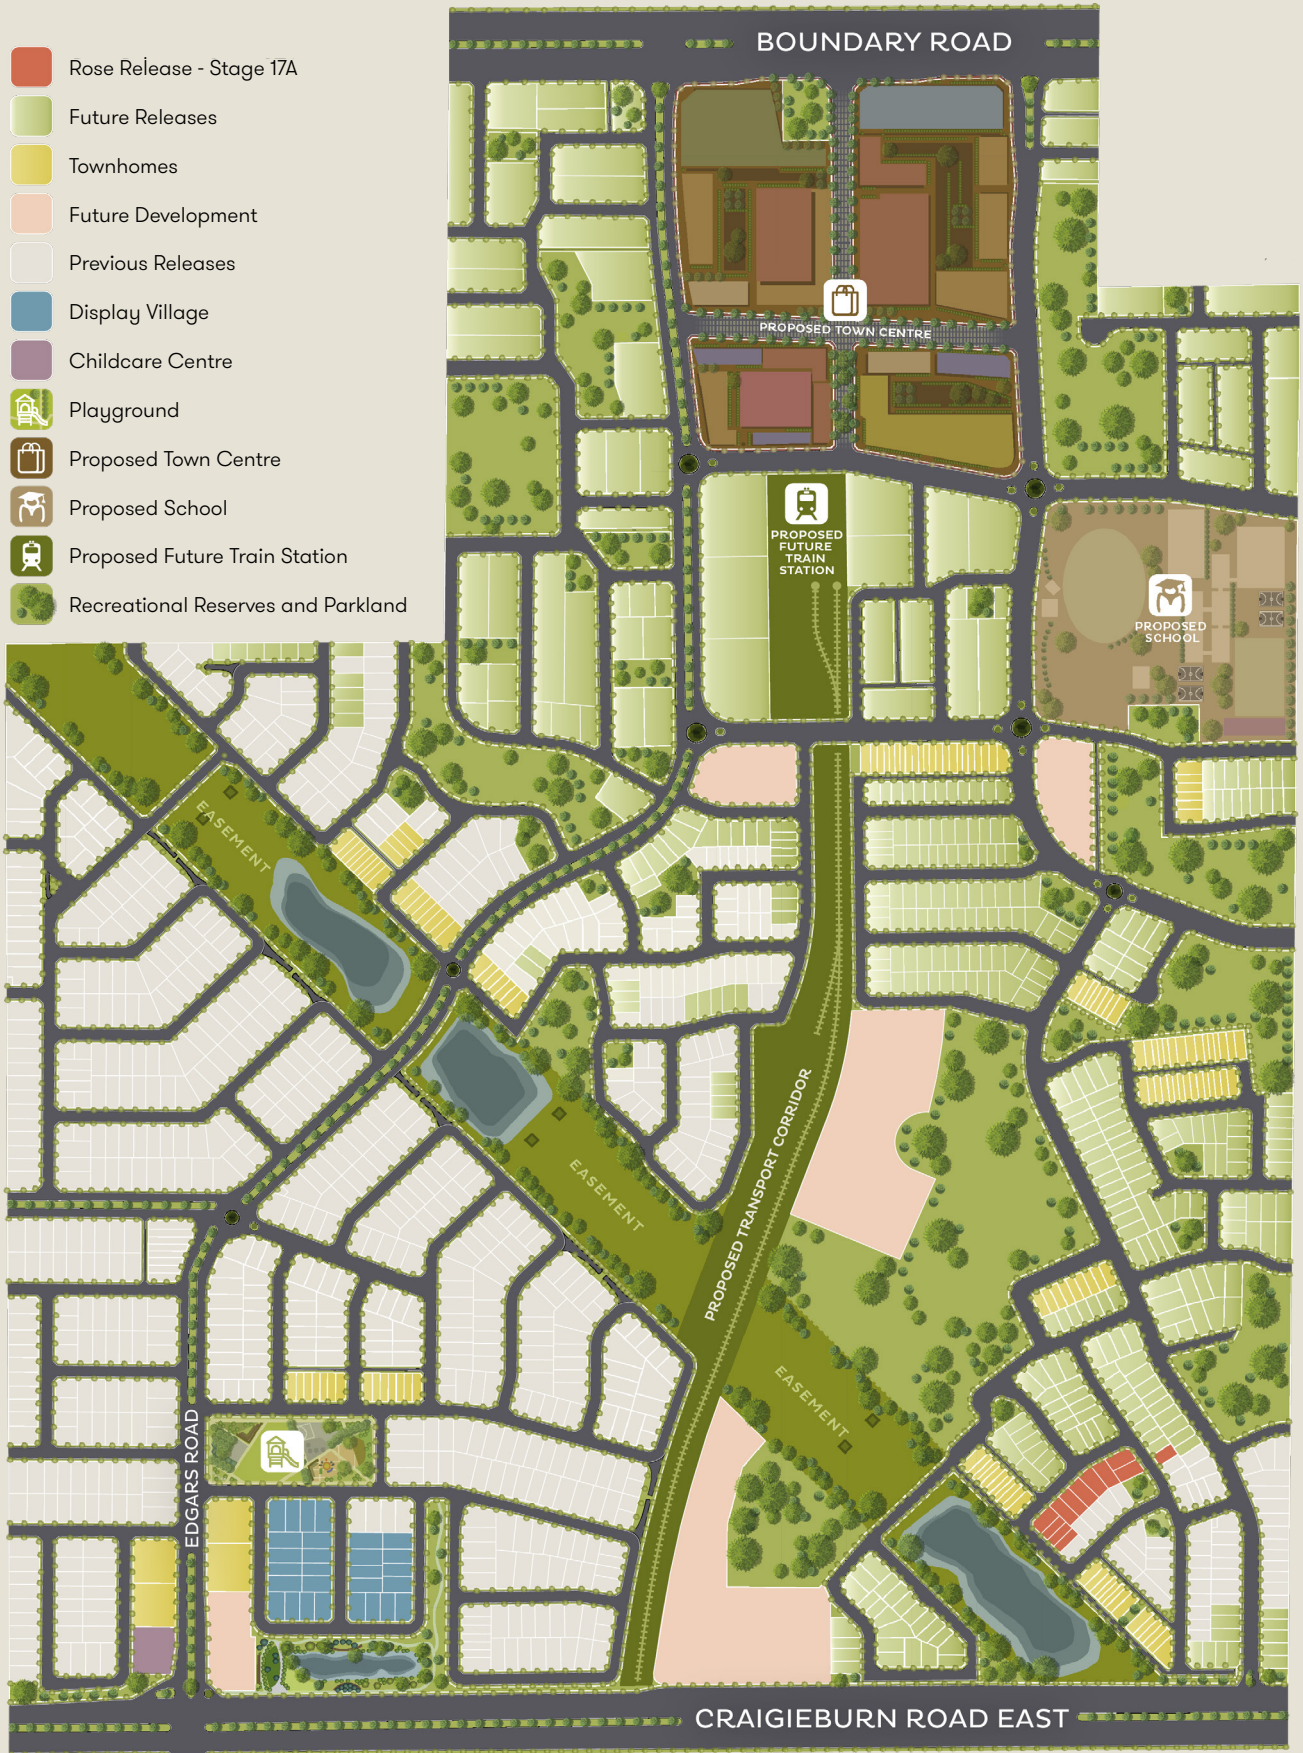 BOUNDARY ROAD
Rose Release - Stage 17A
Future Releases
Townhomes
Future Development
Previous Releases
Display Village
Childcare Centre
Playground
Proposed Town Centre
Proposed School
Proposed Future Train Station
Recreational Reserves and Parkland
PROPOSED TOWN CENTRE
PROPOSED
FUTURE
TRAIN
STATION
PROPOSED
SCHOOL
EASEMENT
EASEMENT
PROPOSED TRANSPORT CORRIDOR
EASEMENT
EDGARS ROAD
CRAIGIEBURN ROAD EAST